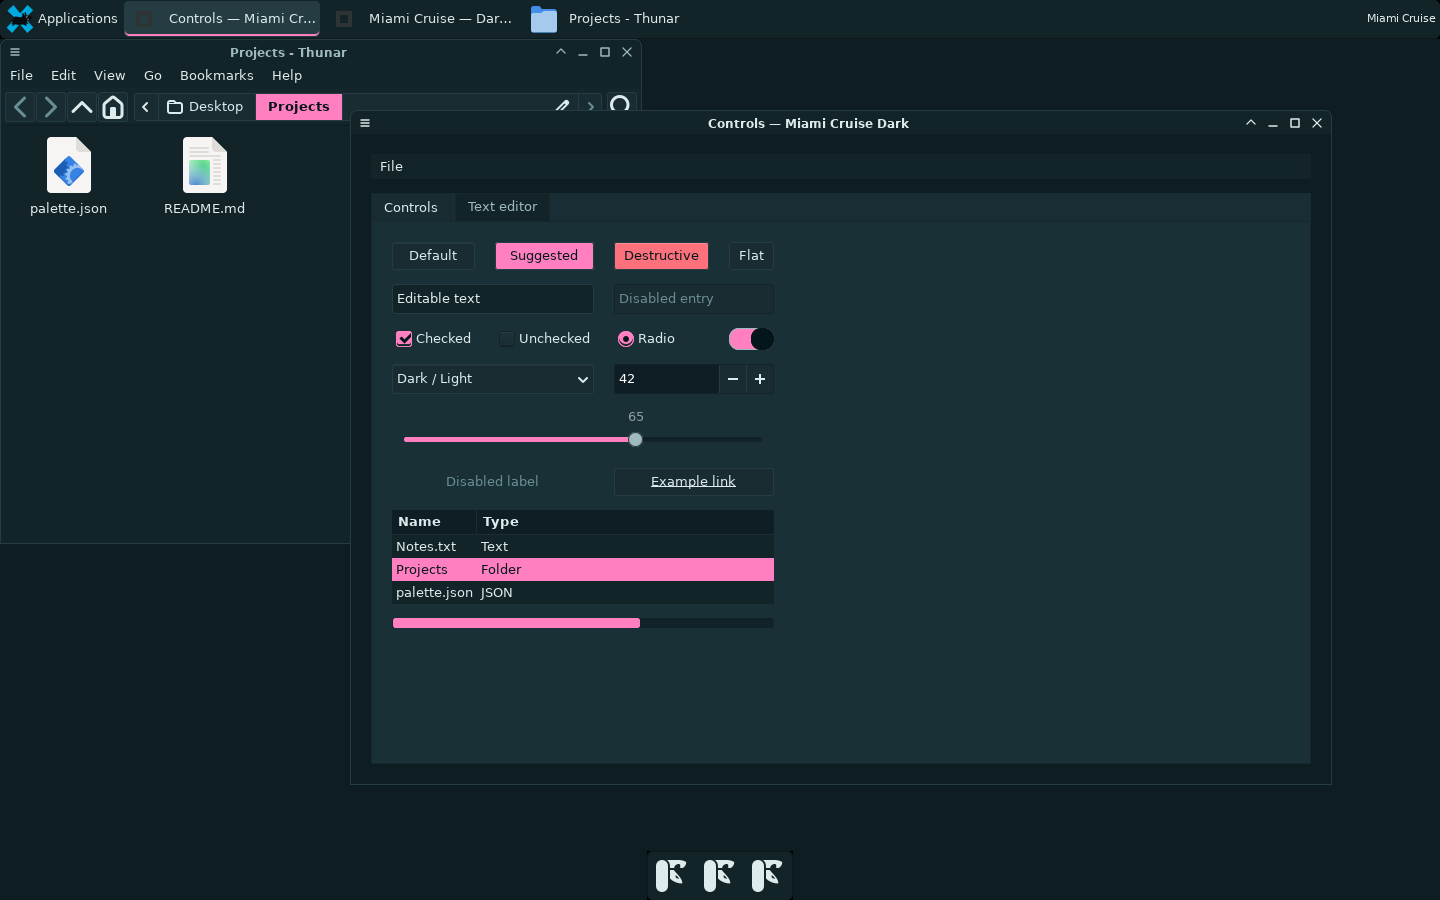 Applications
Controls — Miami Cr...
Miami Cruise — Dar...
Projects - Thunar
Miami Cruise
Projects - Thunar
File Edit View Go Bookmarks Help
Desktop Projects
palette.json README.md
Controls — Miami Cruise Dark
File
Controls Text editor
Default Suggested Destructive Flat
Editable text Disabled entry
Checked Unchecked Radio
Dark / Light 42
65
Disabled label Example link
Name Type
Notes.txt Text
Projects Folder
palette.json JSON